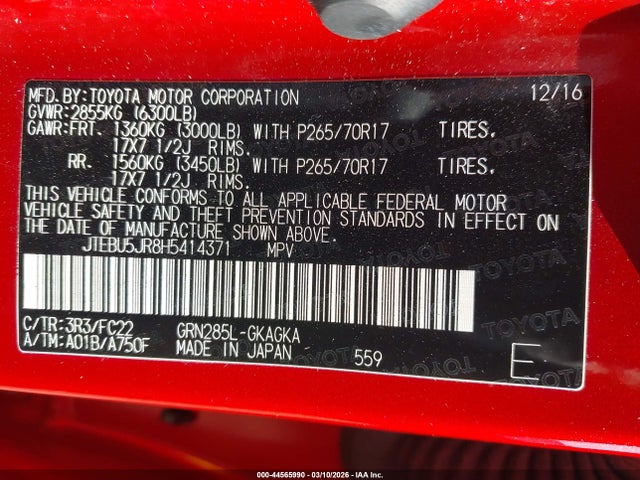 MFD.BY:TOYOTA MOTOR CORPORATION 12/16
GVWR:2855KG (6300LB)
GAWR:FRT. 1360KG (3000LB) WITH P265/70R17 TIRES.
17X7 1/2J RIMS.
RR. 1560KG (3450LB) WITH P265/70R17 TIRES.
17X7 1/2J RIMS.
THIS VEHICLE CONFORMS TO ALL APPLICABLE FEDERAL MOTOR
VEHICLE SAFETY AND THEFT PREVENTION STANDARDS IN EFFECT ON
THE DATE OF MANUFACTURE SHOWN ABOVE.
JTEBU5JR8H5414371 MPV
C/TR:3R3/FC22 GRN285L-GKAGKA
A/TM:A01B/A750F MADE IN JAPAN 559 E
TOYOTA
000-44565990 — 03/10/2026 — IAA Inc.